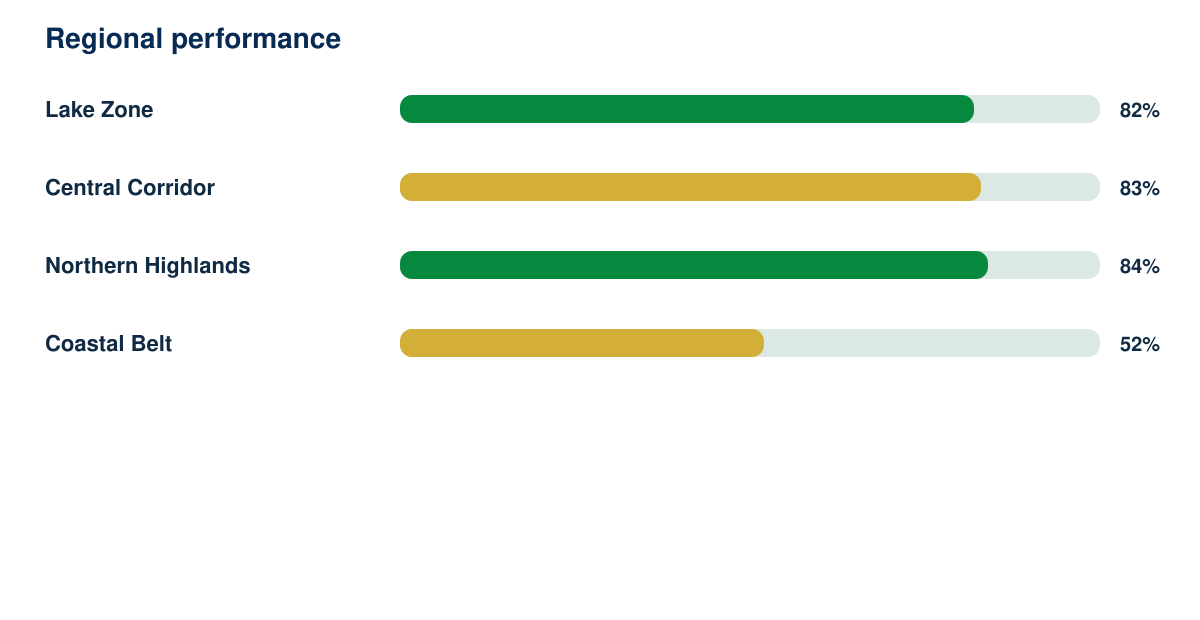 Regional performance
Lake Zone 82%
Central Corridor 83%
Northern Highlands 84%
Coastal Belt 52%